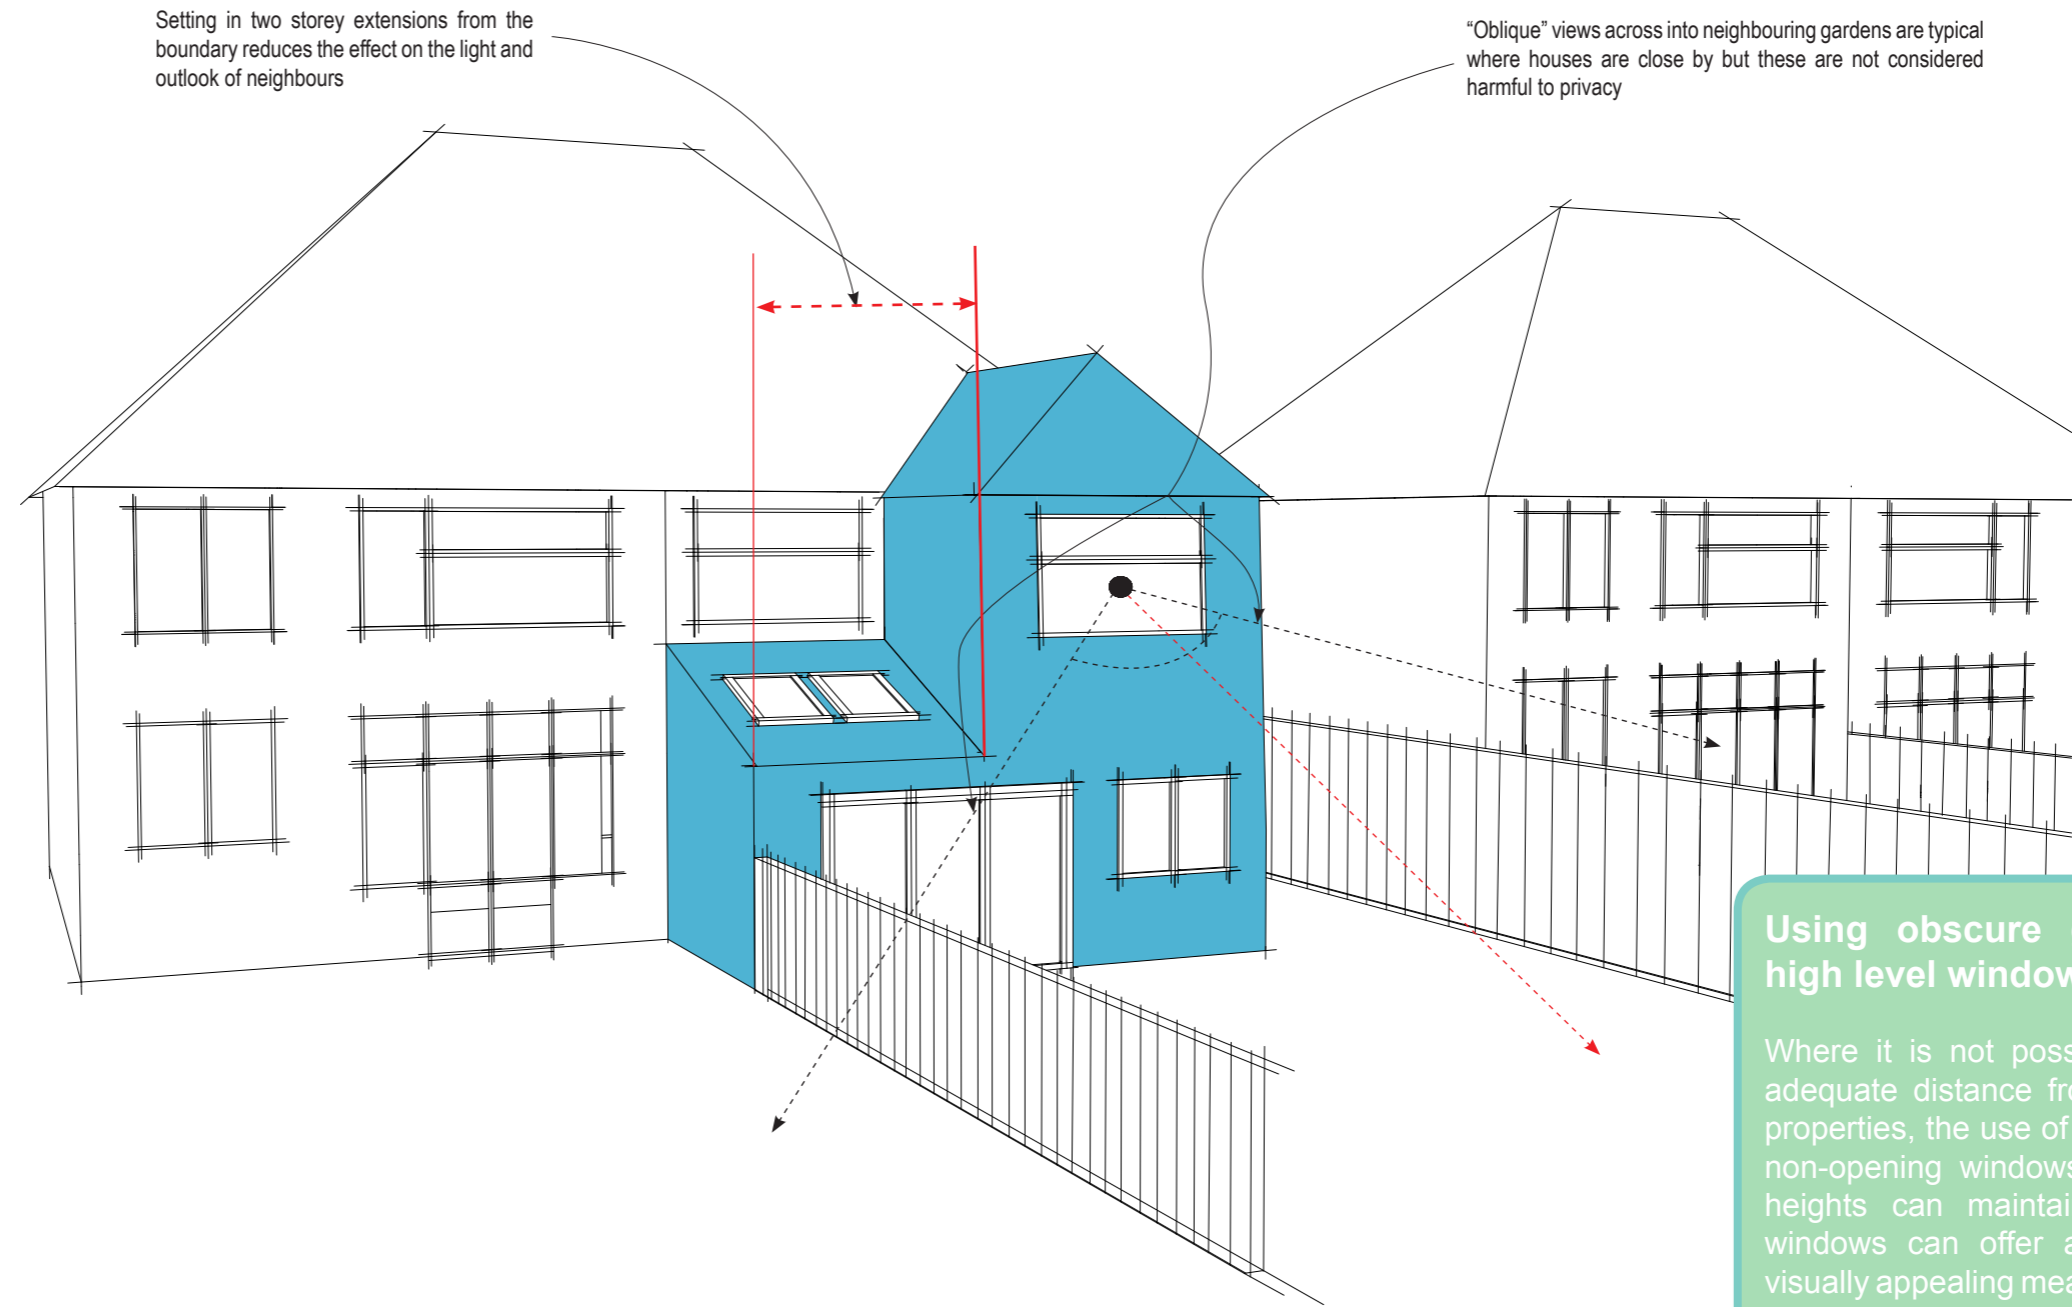 Setting in two storey extensions from the
boundary reduces the effect on the light and
outlook of neighbours
“Oblique” views across into neighbouring gardens are typical
where houses are close by but these are not considered
harmful to privacy
Using obscure
high level window
Where it is not poss
adequate distance fro
properties, the use of
non-opening windows
heights can maintai
windows can offer a
visually appealing mea